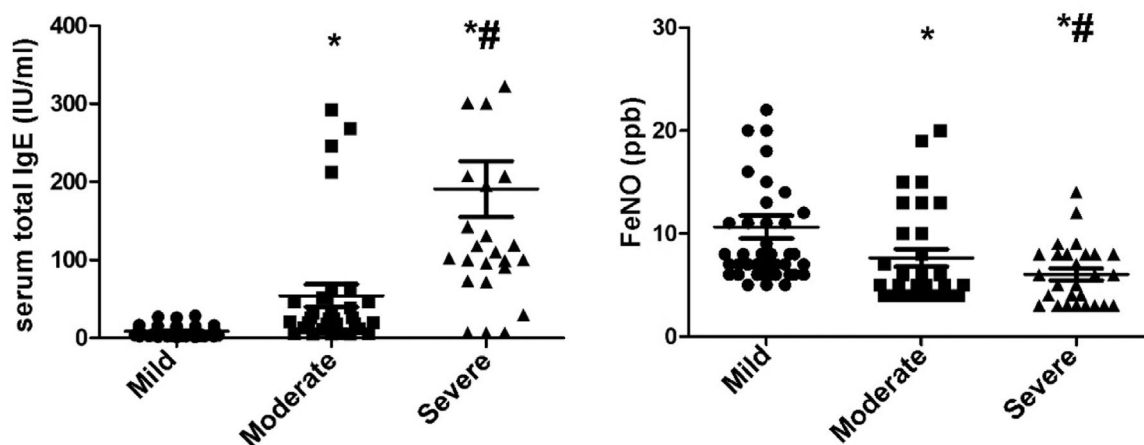 serum total IgE (IU/ml)
400
300
200
100
0
*
*#
Mild
Moderate
Severe
FeNO (ppb)
30
20
10
0
*
*#
Mild
Moderate
Severe